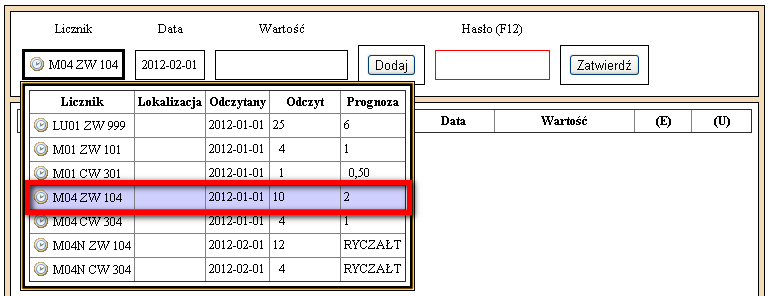 Licznik Data Wartość Hasło (F12)
M04 ZW 104 2012-02-01 Dodaj Zatwierdź
Licznik Lokalizacja Odczytany Odczyt Prognoza Data Wartość (E) (U)
LU01 ZW 999 2012-01-01 25 6
M01 ZW 101 2012-01-01 4 1
M01 CW 301 2012-01-01 1 0,50
M04 ZW 104 2012-01-01 10 2
M04 CW 304 2012-01-01 4 1
M04N ZW 104 2012-02-01 12 RYCZAŁT
M04N CW 304 2012-02-01 4 RYCZAŁT